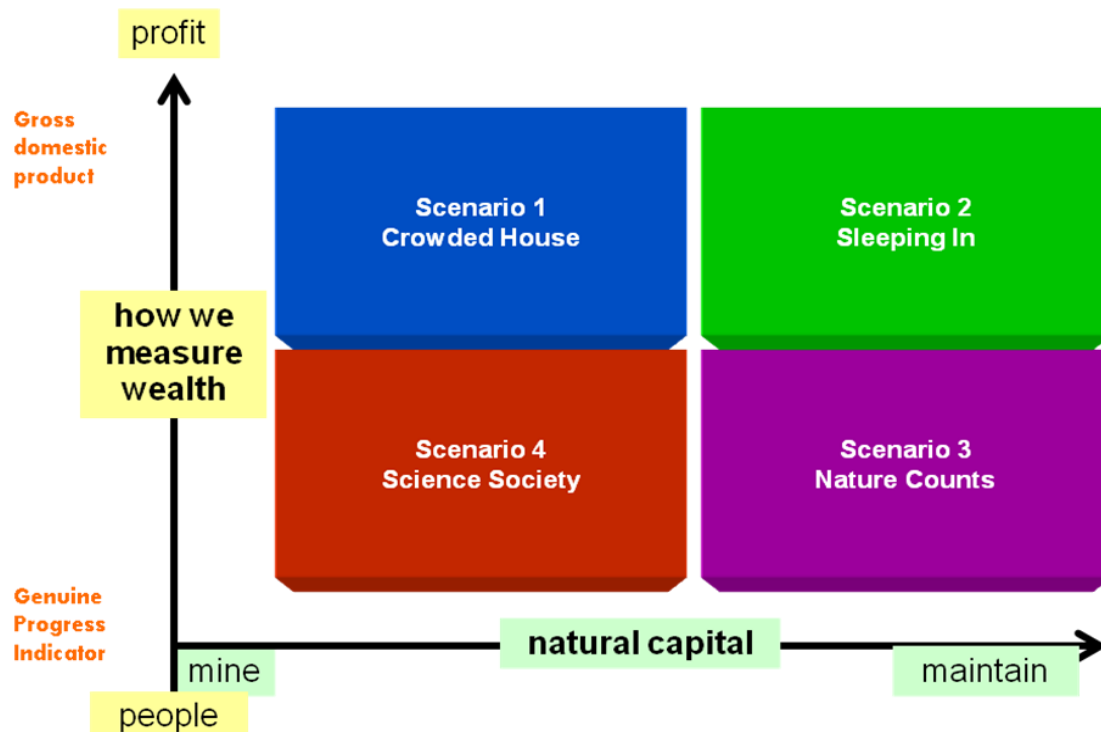 profit
Gross
domestic
product
Scenario 1
Crowded House
Scenario 2
Sleeping In
how we
measure
wealth
Scenario 4
Science Society
Scenario 3
Nature Counts
Genuine
Progress
Indicator
natural capital
mine
maintain
people